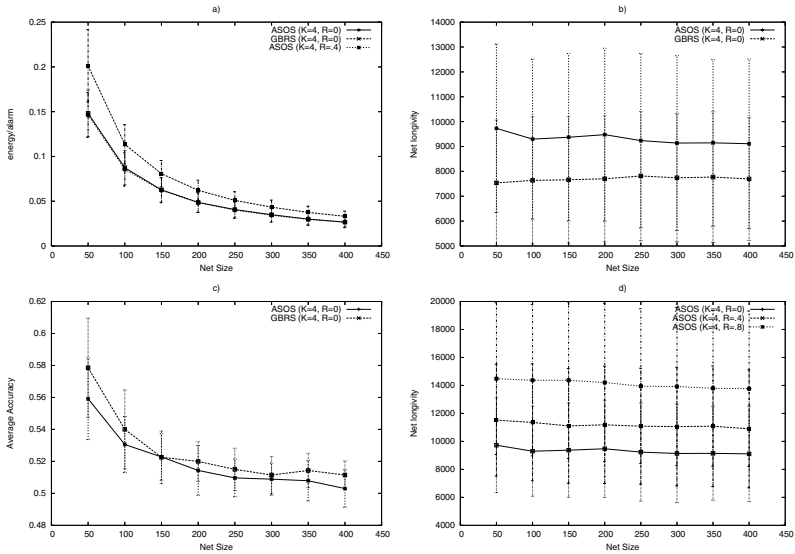 a)
ASOS (K=4, R=0)
GBRS (K=4, R=0)
ASOS (K=4, R=.4)
0.25
0.2
0.15
0.1
0.05
0
energy/alarm
50 100 150 200 250 300 350 400 450
Net Size
b)
ASOS (K=4, R=0)
GBRS (K=4, R=0)
14000
13000
12000
11000
10000
9000
8000
7000
6000
5000
Net longivity
50 100 150 200 250 300 350 400 450
Net Size
c)
ASOS (K=4, R=0)
GBRS (K=4, R=0)
0.62
0.6
0.58
0.56
0.54
0.52
0.5
0.48
Average Accuracy
50 100 150 200 250 300 350 400 450
Net Size
d)
ASOS (K=4, R=0)
ASOS (K=4, R=.4)
ASOS (K=4, R=.8)
20000
18000
16000
14000
12000
10000
8000
6000
4000
Net longivity
50 100 150 200 250 300 350 400 450
Net Size